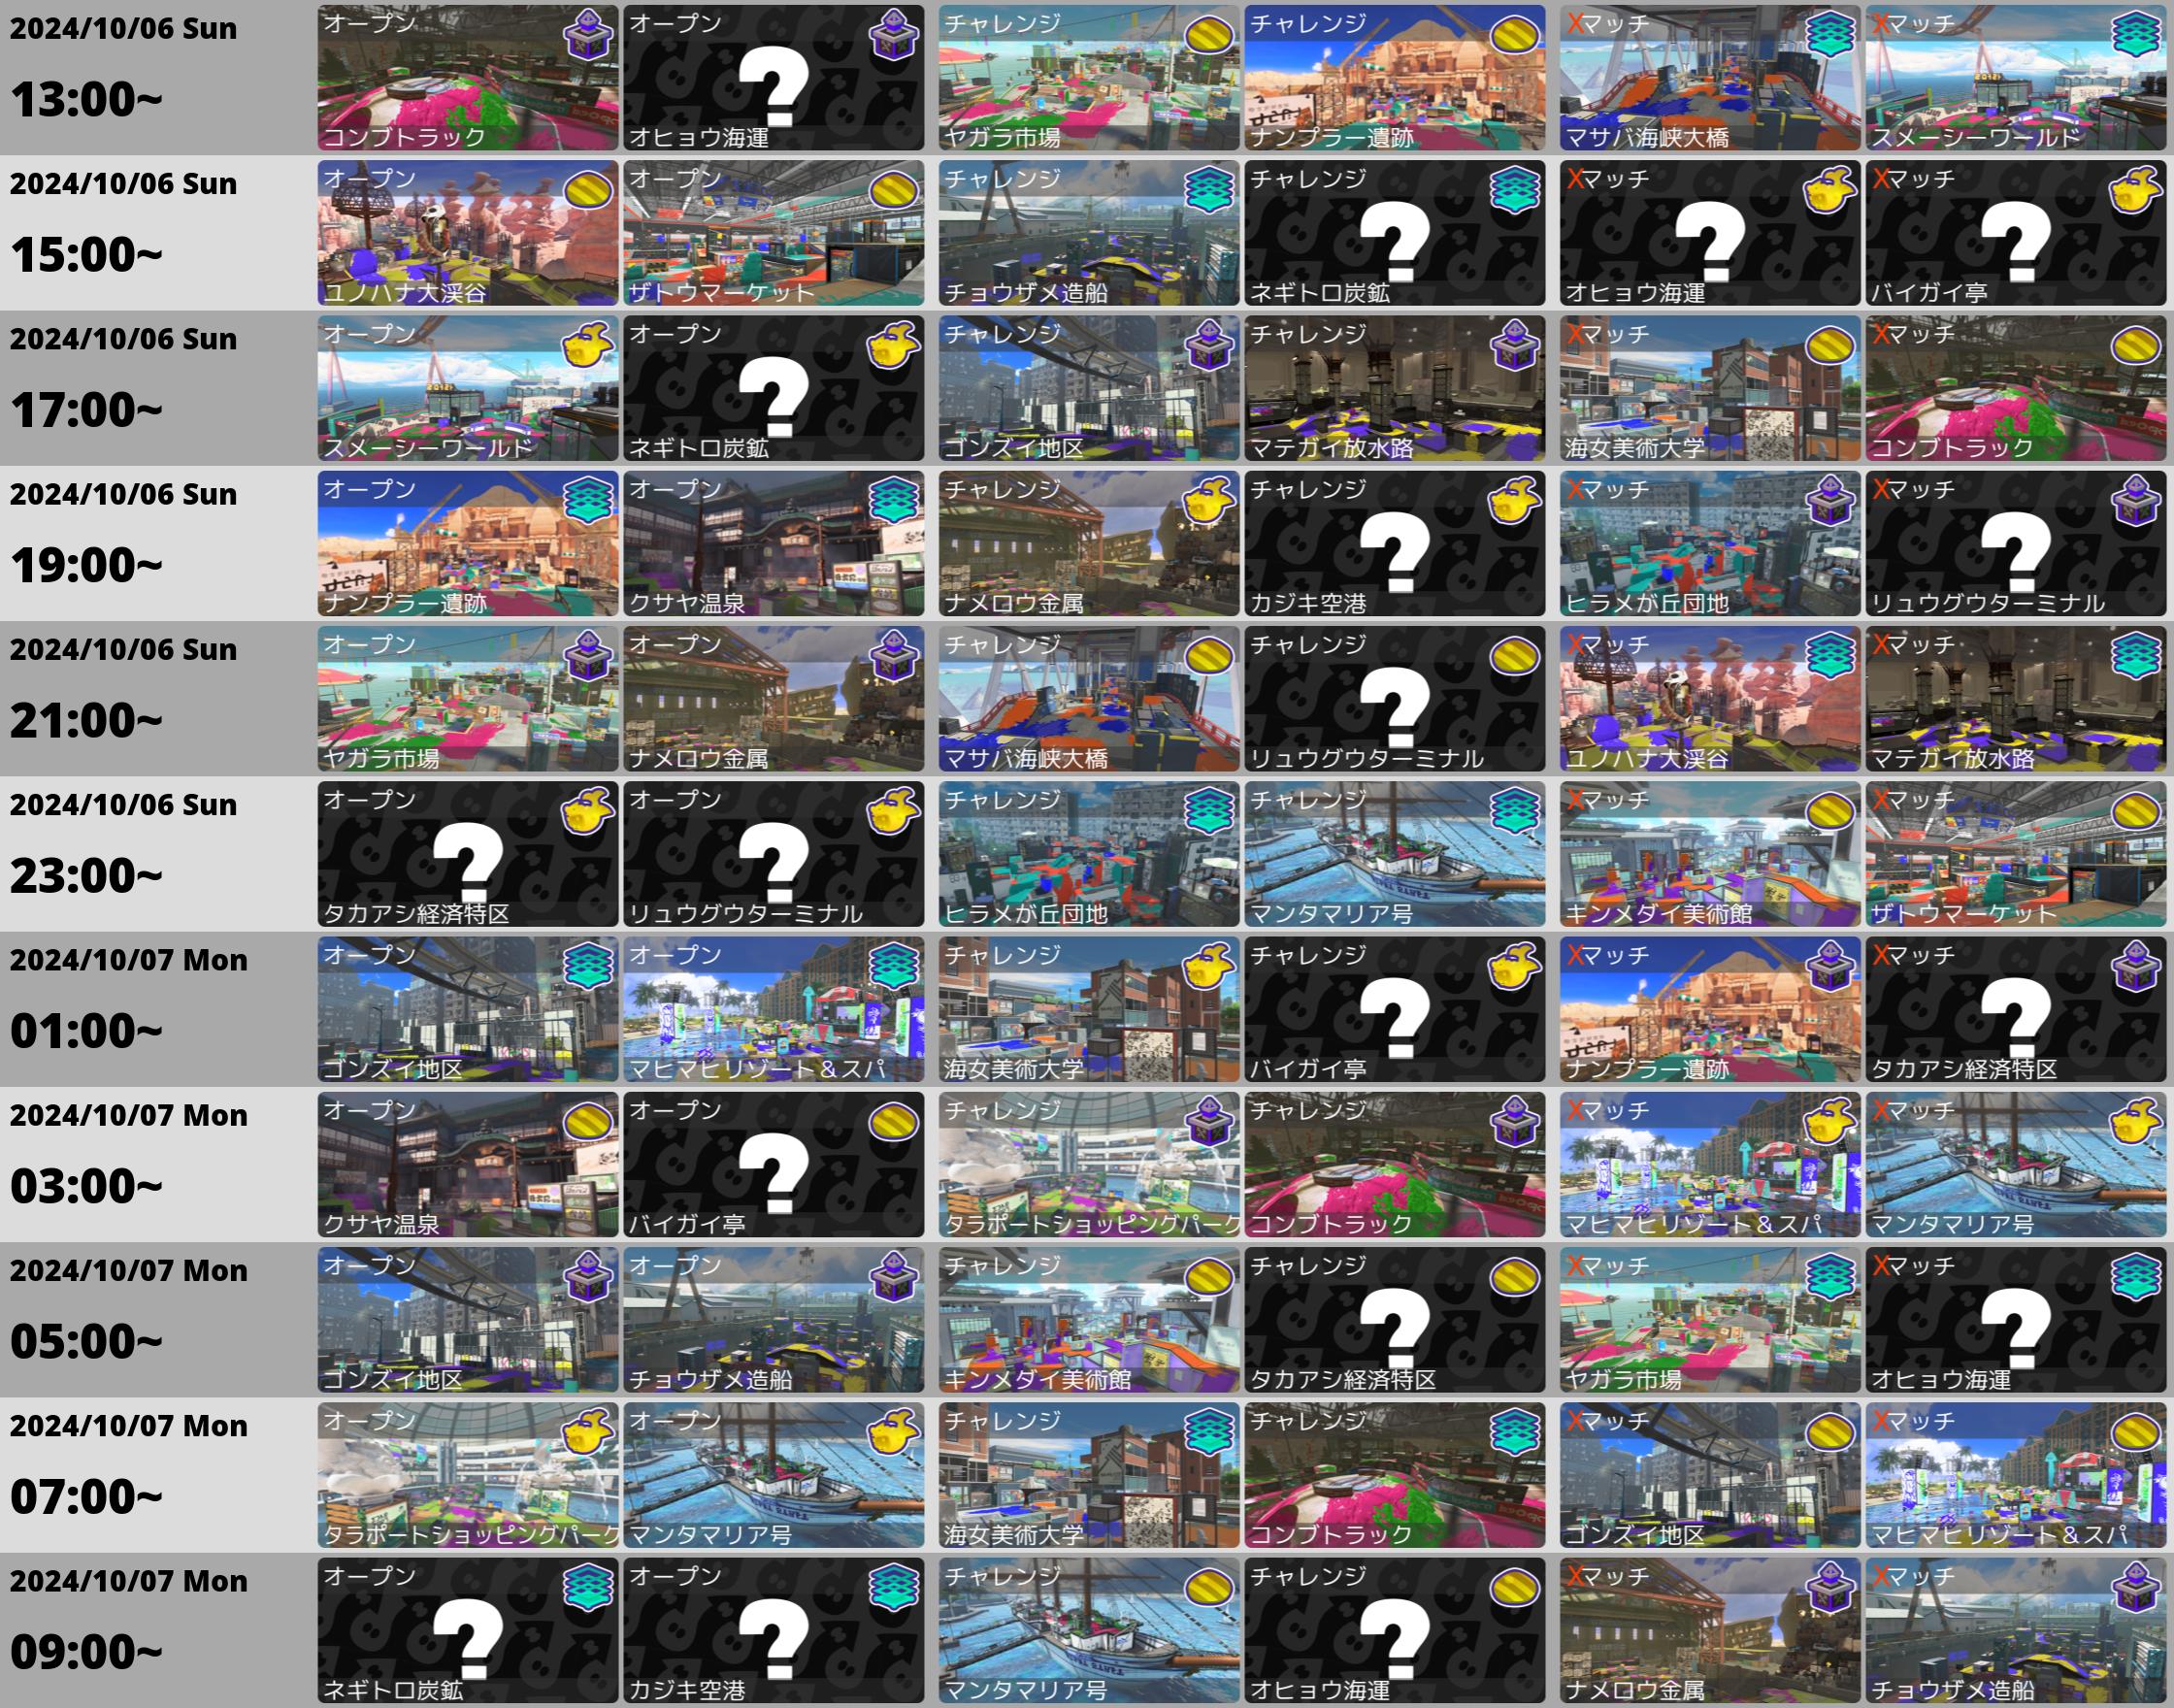 2024/10/06 Sun
13:00~
オープン
コンブトラック
オープン
オヒョウ海運
チャレンジ
ヤガラ市場
チャレンジ
ナンプラー遺跡
Xマッチ
マサバ海峡大橋
Xマッチ
スメーシーワールド
2024/10/06 Sun
15:00~
オープン
ユノハナ大渓谷
オープン
ザトウマーケット
チャレンジ
チョウザメ造船
チャレンジ
ネギトロ炭鉱
Xマッチ
オヒョウ海運
Xマッチ
バイガイ亭
2024/10/06 Sun
17:00~
オープン
スメーシーワールド
オープン
ネギトロ炭鉱
チャレンジ
ゴンズイ地区
チャレンジ
マテガイ放水路
Xマッチ
海女美術大学
Xマッチ
コンブトラック
2024/10/06 Sun
19:00~
オープン
ナンプラー遺跡
オープン
クサヤ温泉
チャレンジ
ナメロウ金属
チャレンジ
カジキ空港
Xマッチ
ヒラメが丘団地
Xマッチ
リュウグウターミナル
2024/10/06 Sun
21:00~
オープン
ヤガラ市場
オープン
ナメロウ金属
チャレンジ
マサバ海峡大橋
チャレンジ
リュウグウターミナル
Xマッチ
ユノハナ大渓谷
Xマッチ
マテガイ放水路
2024/10/06 Sun
23:00~
オープン
タカアシ経済特区
オープン
リュウグウターミナル
チャレンジ
ヒラメが丘団地
チャレンジ
マンタマリア号
Xマッチ
キンメダイ美術館
Xマッチ
ザトウマーケット
2024/10/07 Mon
01:00~
オープン
ゴンズイ地区
オープン
マヒマヒリゾート＆スパ
チャレンジ
海女美術大学
チャレンジ
バイガイ亭
Xマッチ
ナンプラー遺跡
Xマッチ
タカアシ経済特区
2024/10/07 Mon
03:00~
オープン
クサヤ温泉
オープン
バイガイ亭
チャレンジ
タラポートショッピングパーク
チャレンジ
コンブトラック
Xマッチ
マヒマヒリゾート＆スパ
Xマッチ
マンタマリア号
2024/10/07 Mon
05:00~
オープン
ゴンズイ地区
オープン
チョウザメ造船
チャレンジ
キンメダイ美術館
チャレンジ
タカアシ経済特区
Xマッチ
ヤガラ市場
Xマッチ
オヒョウ海運
2024/10/07 Mon
07:00~
オープン
タラポートショッピングパーク
オープン
マンタマリア号
チャレンジ
海女美術大学
チャレンジ
コンブトラック
Xマッチ
ゴンズイ地区
Xマッチ
マヒマヒリゾート＆スパ
2024/10/07 Mon
09:00~
オープン
ネギトロ炭鉱
オープン
カジキ空港
チャレンジ
マンタマリア号
チャレンジ
オヒョウ海運
Xマッチ
ナメロウ金属
Xマッチ
チョウザメ造船